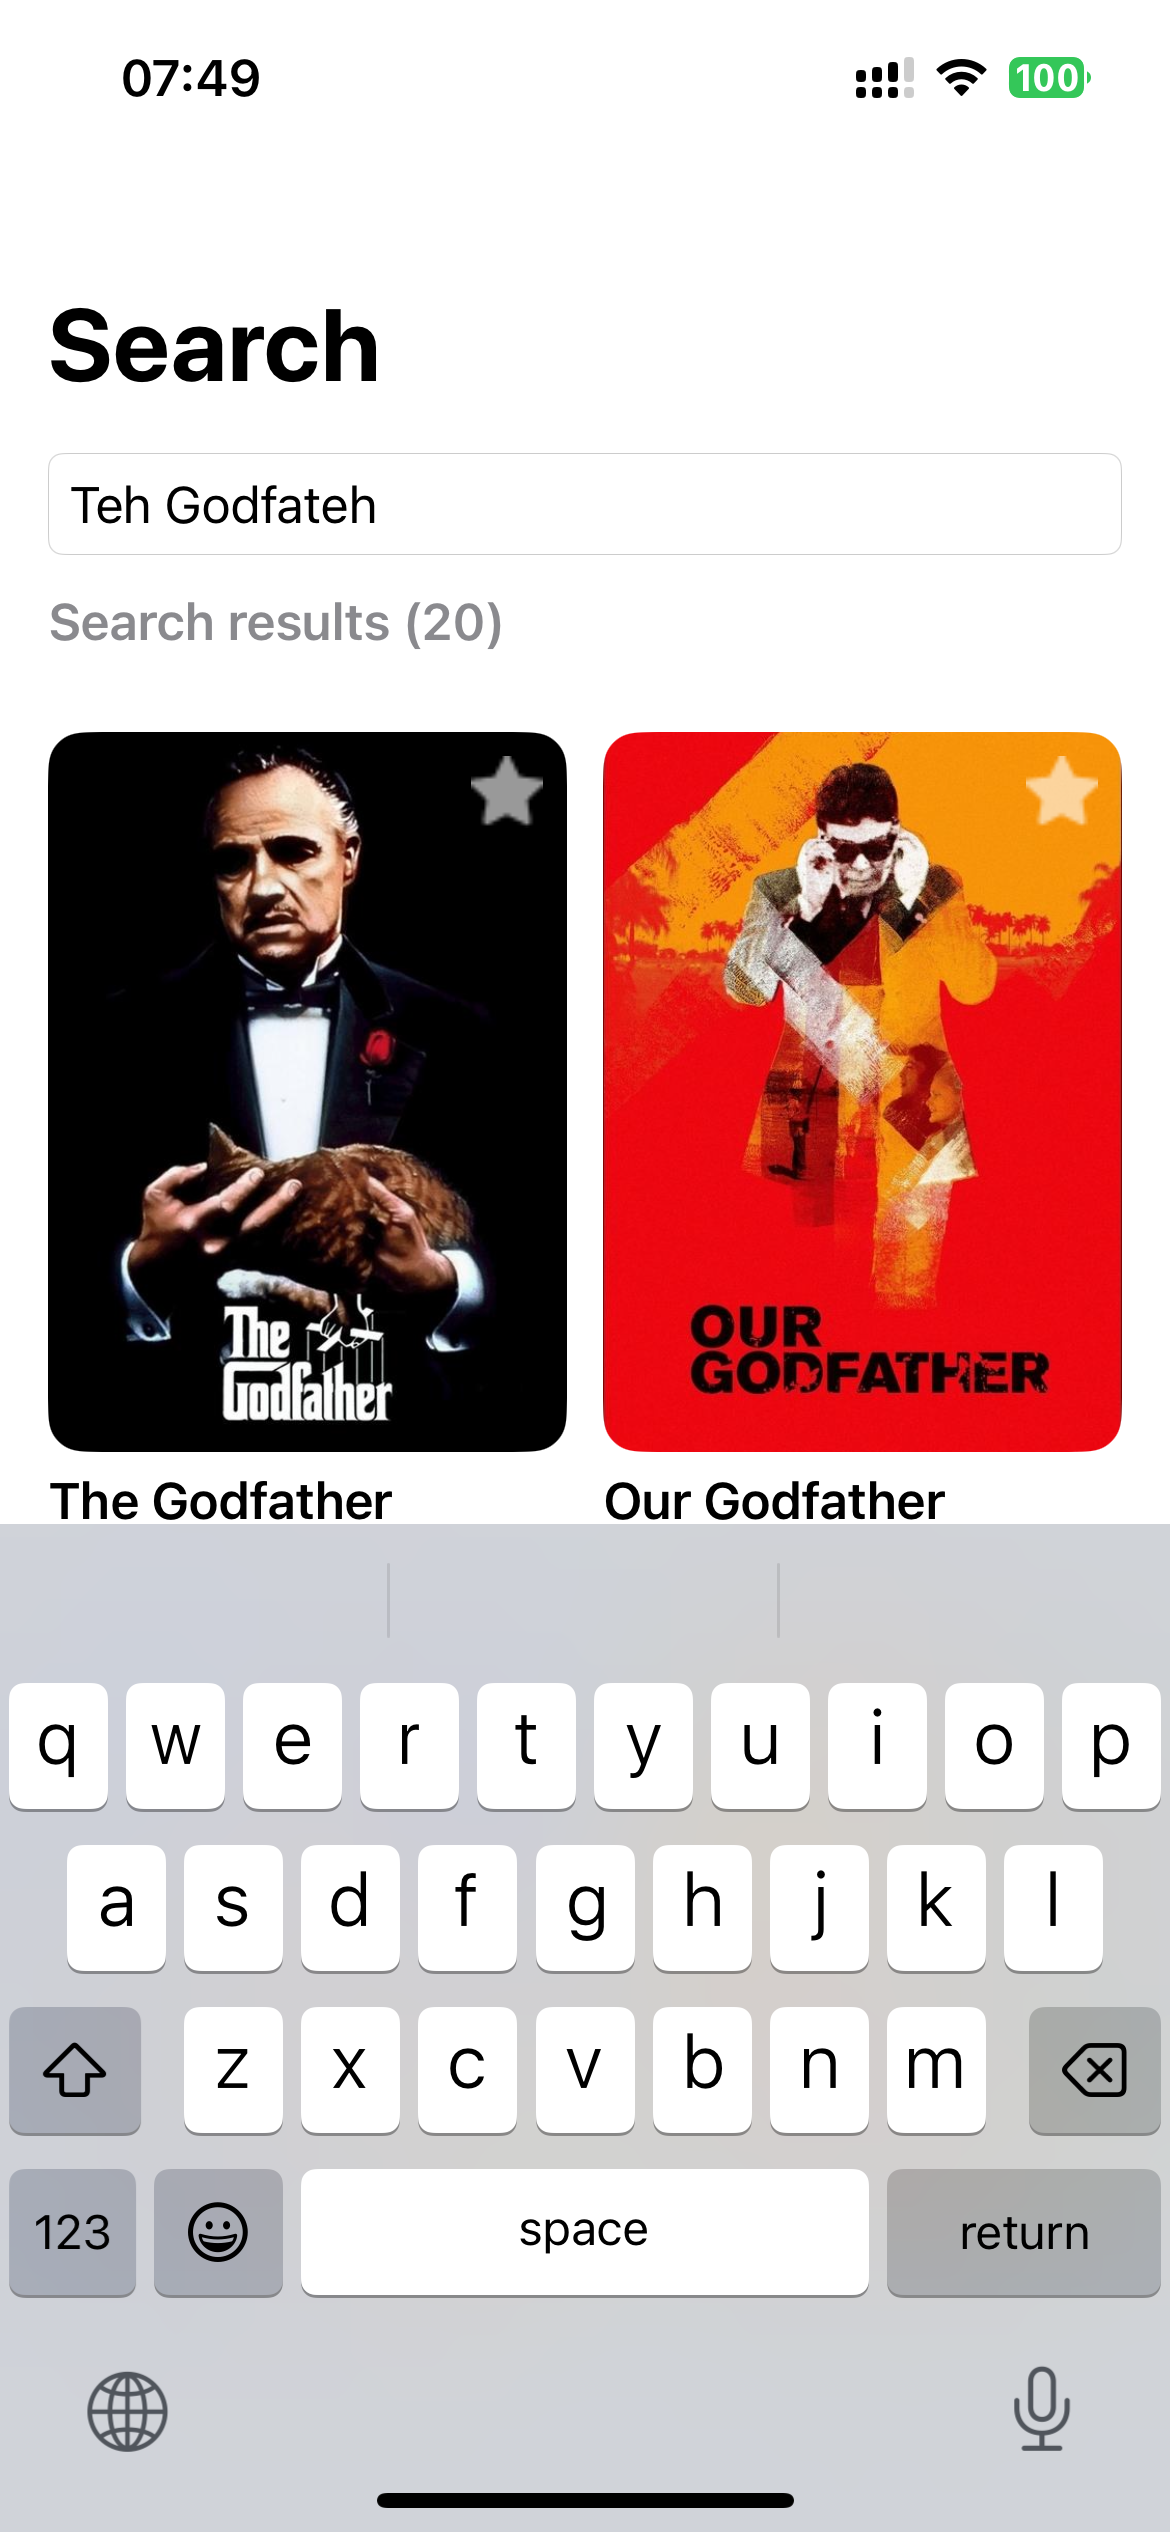 07:49
100
Search
Teh Godfateh
Search results (20)
The
Godfather
OUR
GODFATHER
The Godfather
Our Godfather
q w e r t y u i o p
a s d f g h j k l
z x c v b n m
123
space
return